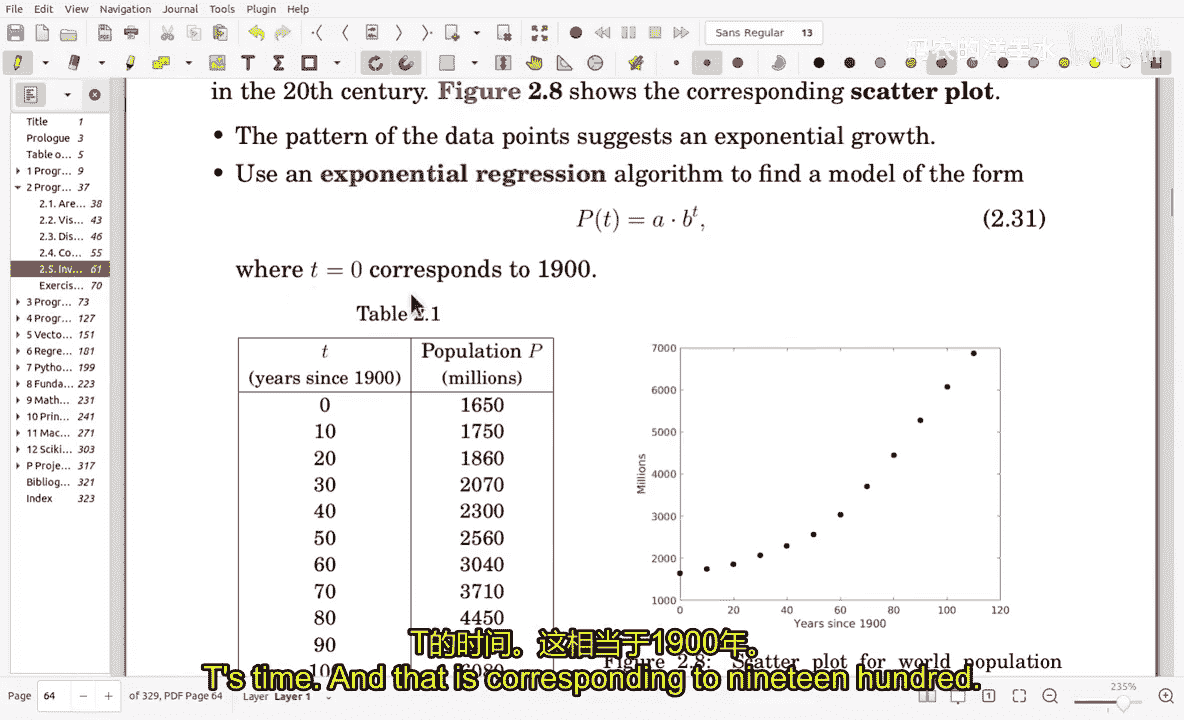 File Edit View Navigation Journal Tools Plugin Help
Sans Regular 13
in the 20th century. Figure 2.8 shows the corresponding scatter plot.
• The pattern of the data points suggests an exponential growth.
• Use an exponential regression algorithm to find a model of the form
P(t) = a · b^t, (2.31)
where t = 0 corresponds to 1900.
Title 1
Prologue 3
Table o... 5
1 Progr... 9
2 Progr... 37
2.1. Are... 38
2.2. Vis... 43
2.3. Dis... 46
2.4. Co... 55
2.5. Inv... 61
Exercis... 70
3 Progr... 73
4 Progr... 127
5 Vecto... 151
6 Regre... 181
7 Pytho... 199
8 Funda... 223
9 Math... 231
10 Prin... 241
11 Mac... 271
12 Sciki... 303
P Proje... 317
Bibliog... 321
Index 323
Table 2.1
t Population P
(years since 1900) (millions)
0 1650
10 1750
20 1860
30 2070
40 2300
50 2560
60 3040
70 3710
80 4450
90
7000
6000
5000
4000
3000
2000
1000
Millions
0 20 40 60 80 100 120
Years since 1900
Figure 2.8: Scatter plot for world population
T的时间。这相当于1900年。
T's time. And that is corresponding to nineteen hundred.
Page 64 of 329, PDF Page 64 Layer Layer 1
235%